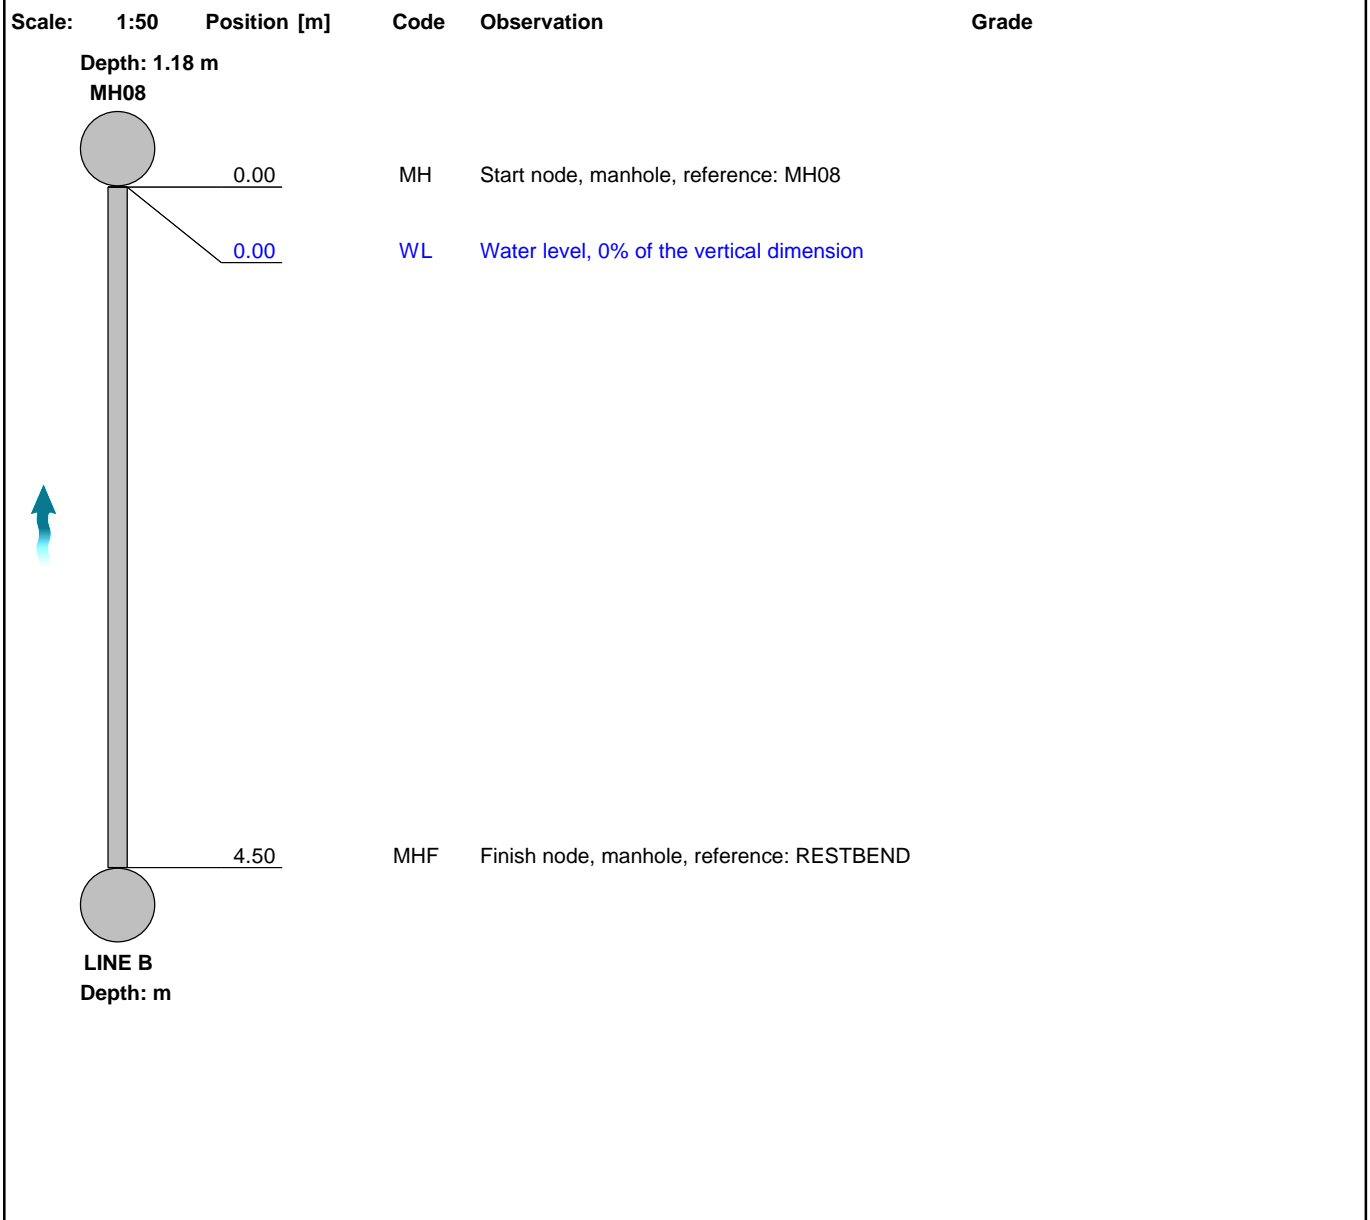 Scale: 1:50 Position [m] Code Observation Grade
Depth: 1.18 m
MH08
0.00 MH Start node, manhole, reference: MH08
0.00 WL Water level, 0% of the vertical dimension
4.50 MHF Finish node, manhole, reference: RESTBEND
LINE B
Depth: m